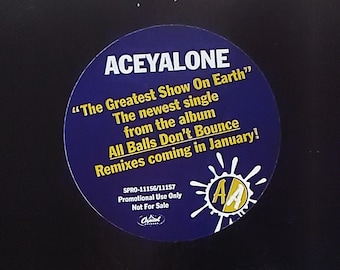 ACEYALONE
"The Greatest Show On Earth"
The newest single
from the album
All Balls Don't Bounce
Remixes coming in January!
SPRO-11156/11157
Promotional Use Only
Not For Sale
Capitol
RECORDS
AA